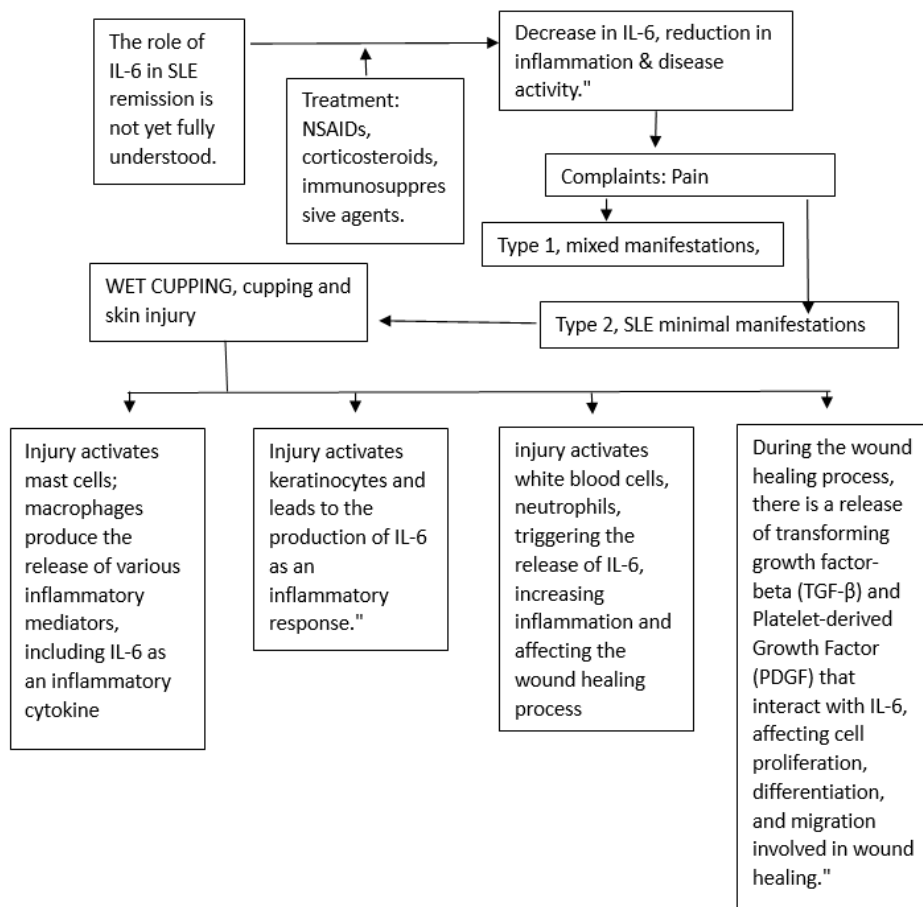 The role of
IL-6 in SLE
remission is
not yet fully
understood.
Treatment:
NSAIDs,
corticosteroids,
immunosuppres
sive agents.
Decrease in IL-6, reduction in
inflammation & disease
activity."
Complaints: Pain
Type 1, mixed manifestations,
WET CUPPING, cupping and
skin injury
Type 2, SLE minimal manifestations
Injury activates
mast cells;
macrophages
produce the
release of various
inflammatory
mediators,
including IL-6 as
an inflammatory
cytokine
Injury activates
keratinocytes and
leads to the
production of IL-6
as an
inflammatory
response."
injury activates
white blood cells,
neutrophils,
triggering the
release of IL-6,
increasing
inflammation and
affecting the
wound healing
process
During the wound
healing process,
there is a release
of transforming
growth factor-
beta (TGF-β) and
Platelet-derived
Growth Factor
(PDGF) that
interact with IL-6,
affecting cell
proliferation,
differentiation,
and migration
involved in wound
healing."